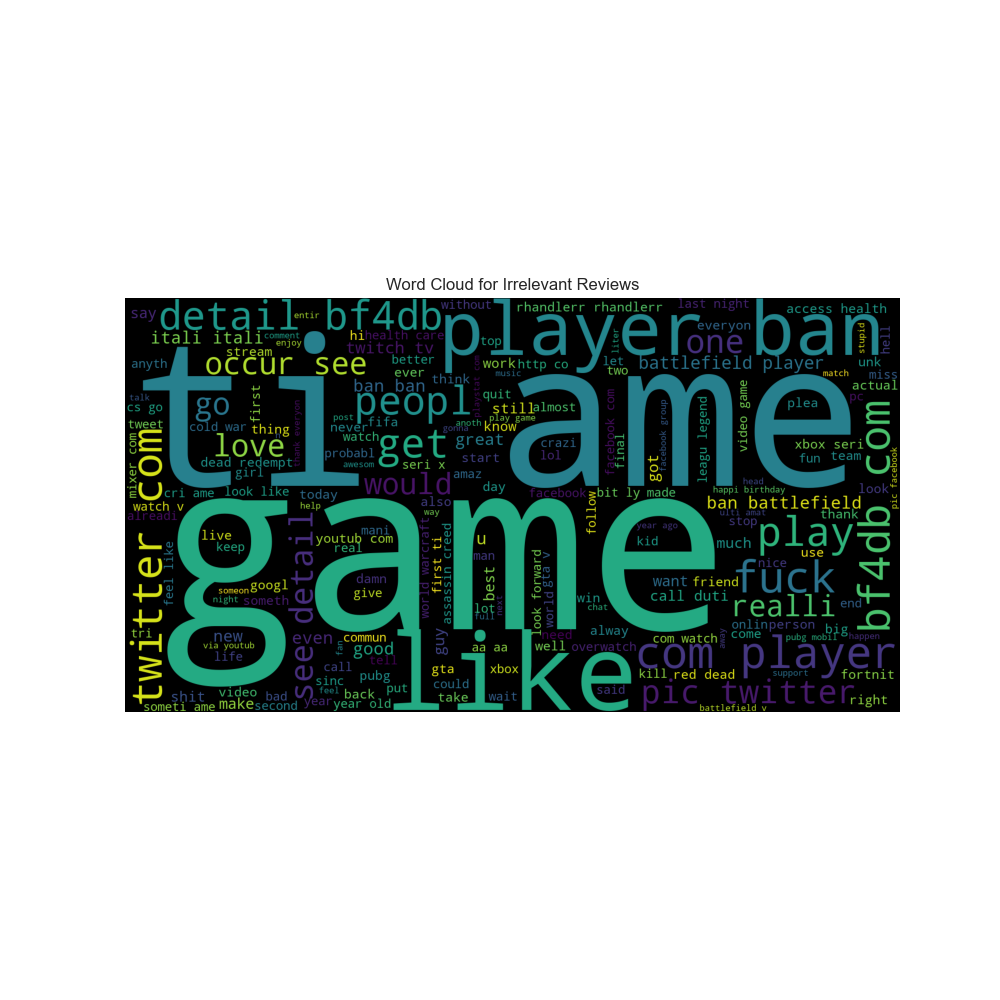 Word Cloud for Irrelevant Reviews
ti ame
game
like
player ban
detail bf4db
twitter com
bf4db com
com player
pic twitter
occur see
seen detail
peopl
get
go
love
would
one
play
fuck
realli
say
itali itali
stream
anyth
cs go
tweet
cold war
thing
first
dead redempt
girl
mixer com
cri ame
look like
watch v
alreadi
today
help
entir
comment
enjoy
talk
hi
health care
twitch tv
better
ever
ban ban
think
never
post
fifa
watch
probabl
awesom
seri x
without
top
rhandlerr rhandlerr
last night
access health
everyon
stupid
hell
work
http co
let
two
battlefield player
unk
miss
match
actual
pc
liter
music
playstat com
quit
still
almost
play game
anoth
gonna
know
great
start
amaz
crazi
lol
final
facebook com
facebook group
got
leagu legend
video game
plea
xbox seri
fun
team
look
pic facebook
head
happi birthday
ban battlefield
bit ly made
facebook
day
also
way
follow
ulti amat
stop
thank
year ago
kid
much
nice
use
live
keep
feel like
googl
someon
night
someth
youtub com
real
mani
damn
give
world warcraft
first ti
assassin creed
u
man
best
lot
next
full
look forward
world
gta v
win
chat
want
friend
call duti
end
tri
new
via youtub
life
even
commun
good
fan
tell
guy
aa aa
need
well
overwatch
alway
com watch
come
away
onlin
person
big
pubg mobil
happen
support
kill
red dead
fortnit
right
shit
video
bad
call
sinc
feel
pubg
gta
xbox
could
take
wait
said
put
back
year old
year
second
make
someti ame
battlefield v
thank everyon